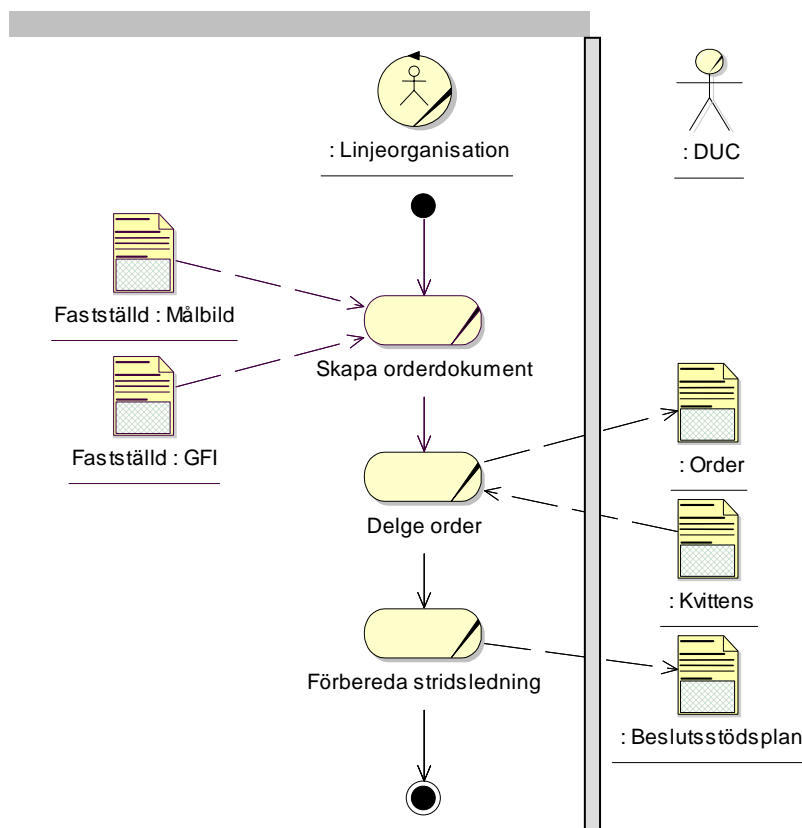 : Linjeorganisation
: DUC
Fastställd : Målbild
Skapa orderdokument
Fastställd : GFI
: Order
Delge order
: Kvittens
Förbereda stridsledning
: Beslutsstödsplan